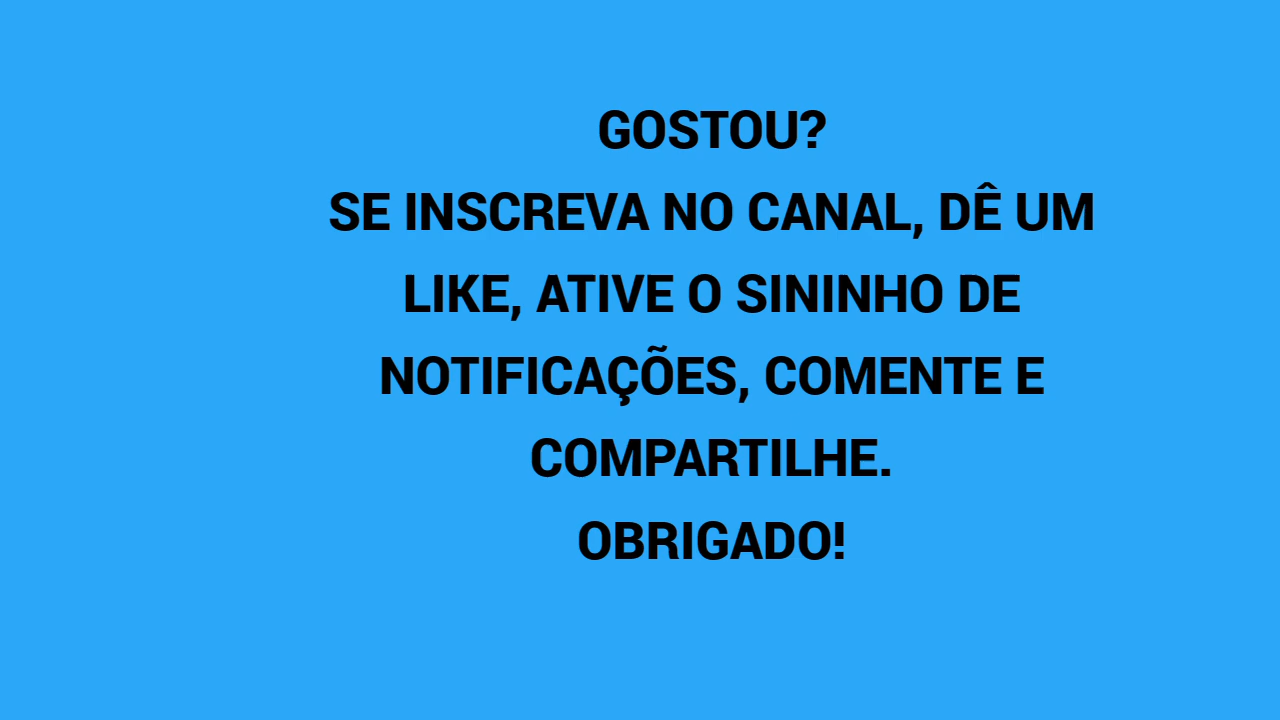 GOSTOU?
SE INSCREVA NO CANAL, DÊ UM
LIKE, ATIVE O SININHO DE
NOTIFICAÇÕES, COMENTE E
COMPARTILHE.
OBRIGADO!